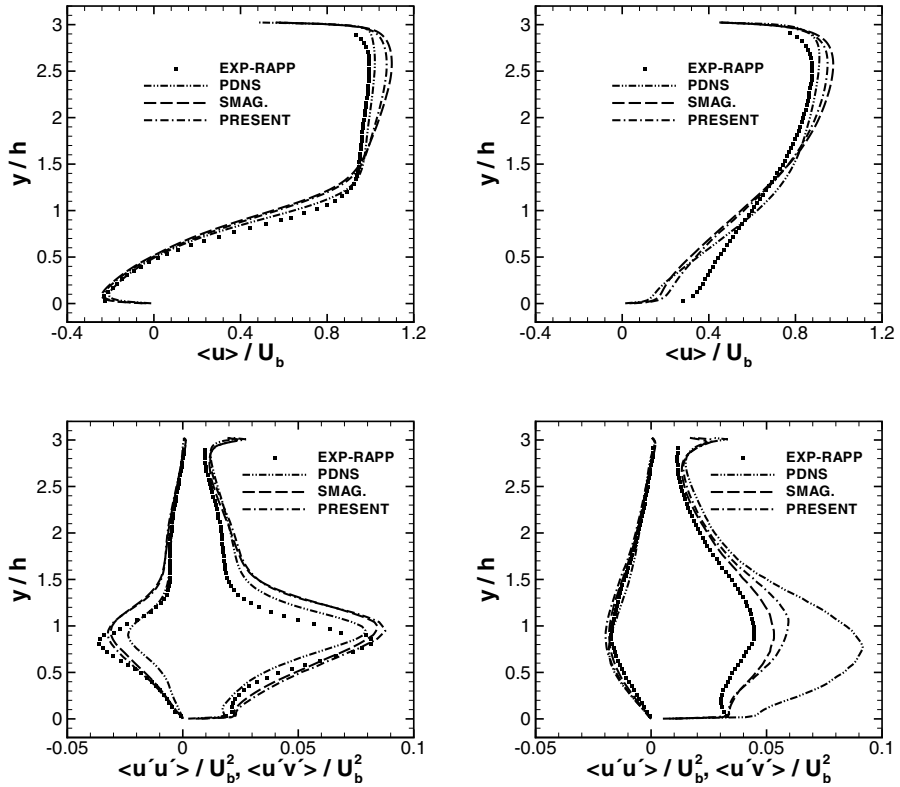 y / h
3
2.5
2
1.5
1
0.5
0
EXP-RAPP
PDNS
SMAG.
PRESENT
-0.4 0 0.4 0.8 1.2
<u> / U_b
y / h
3
2.5
2
1.5
1
0.5
0
EXP-RAPP
PDNS
SMAG.
PRESENT
-0.4 0 0.4 0.8 1.2
<u> / U_b
y / h
3
2.5
2
1.5
1
0.5
0
EXP-RAPP
PDNS
SMAG.
PRESENT
-0.05 0 0.05 0.1
<u´u´> / U_b^2, <u´v´> / U_b^2
y / h
3
2.5
2
1.5
1
0.5
0
EXP-RAPP
PDNS
SMAG.
PRESENT
-0.05 0 0.05 0.1
<u´u´> / U_b^2, <u´v´> / U_b^2